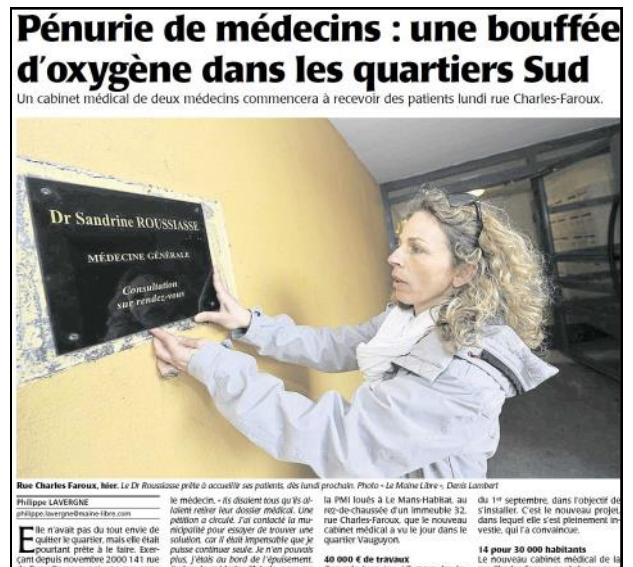 Pénurie de médecins : une bouffée
d’oxygène dans les quartiers Sud
Un cabinet médical de deux médecins commencera à recevoir des patients lundi rue Charles-Faroux.
Dr Sandrine ROUSSIASSE
MÉDECINE GÉNÉRALE
Consultation
sur rendez-vous
Rue Charles Faroux, hier. Le Dr Roussiasse prête à accueillir ses patients, dès lundi prochain. Photo « Le Maine Libre », Denis Lambert
Philippe LAVERGNE
philippe.lavergne@maine-libre.com
Elle n’avait pas du tout envie de
quitter le quartier, mais elle était
pourtant prête à le faire. Exer-
çant depuis novembre 2000 141 rue
le médecin. « Ils disaient tous qu’ils al-
laient retirer leur dossier médical. Une
pétition a circulé. J’ai contacté la mu-
nicipalité pour essayer de trouver une
solution, car il était impensable que je
puisse continuer seule. Je n’en pouvais
plus, j’étais au bord de l’épuisement.
la PMI loués à Le Mans-Habitat, au
rez-de-chaussée d’un immeuble 32,
rue Charles-Faroux, que le nouveau
cabinet médical a vu le jour dans le
quartier Vauguyon.
40 000 € de travaux
du 1er septembre, dans l’objectif de
s’installer. C’est le nouveau projet,
dans lequel elle s’est pleinement in-
vestie, qui l’a convaincue.
14 pour 30 000 habitants
Le nouveau cabinet médical de la